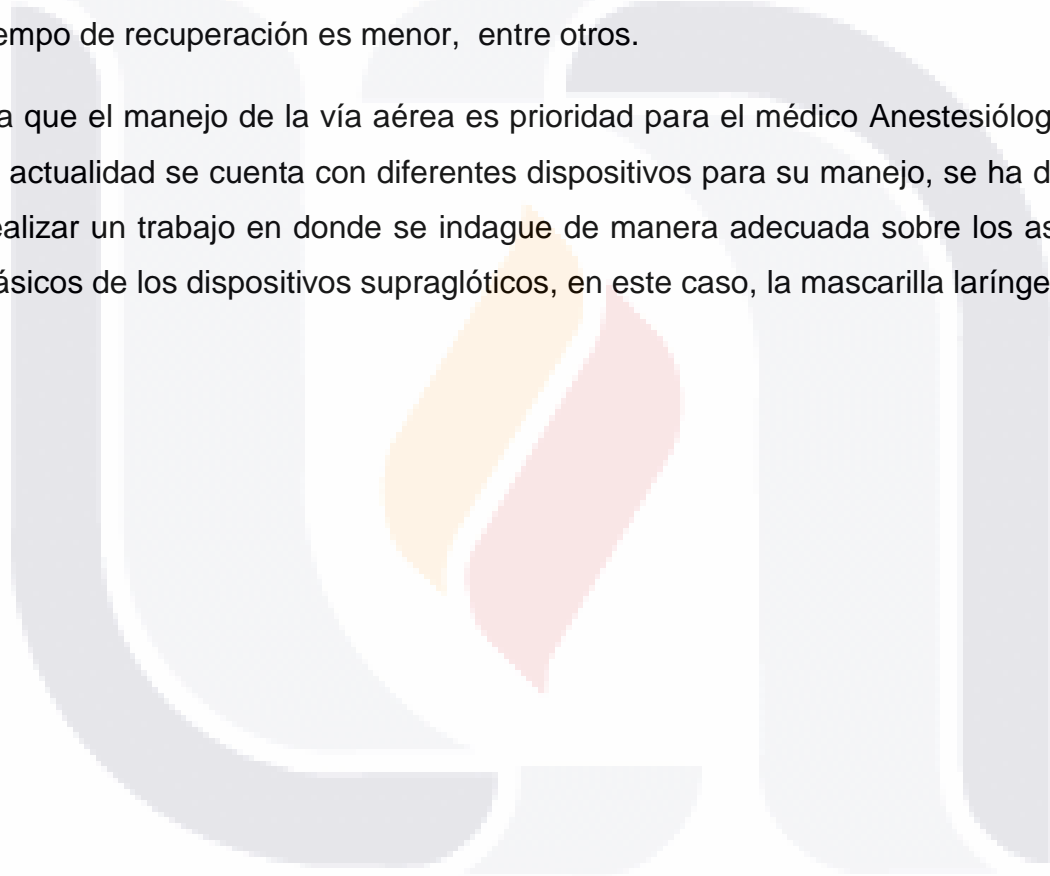 empo de recuperación es menor, entre otros.
a que el manejo de la vía aérea es prioridad para el médico Anestesiólog
actualidad se cuenta con diferentes dispositivos para su manejo, se ha d
ealizar un trabajo en donde se indague de manera adecuada sobre los as
ásicos de los dispositivos supraglóticos, en este caso, la mascarilla larínge